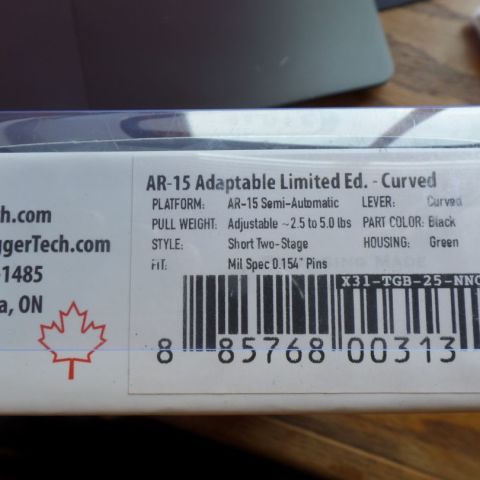 h.com
ggerTech.com
-1485
a, ON
AR-15 Adaptable Limited Ed. - Curved
PLATFORM: AR-15 Semi-Automatic LEVER: Curved
PULL WEIGHT: Adjustable ~2.5 to 5.0 lbs PART COLOR: Black
STYLE: Short Two-Stage HOUSING: Green
FIT: Mil Spec 0.154" Pins
X31-TGB-25-NNC
8 85768 00313